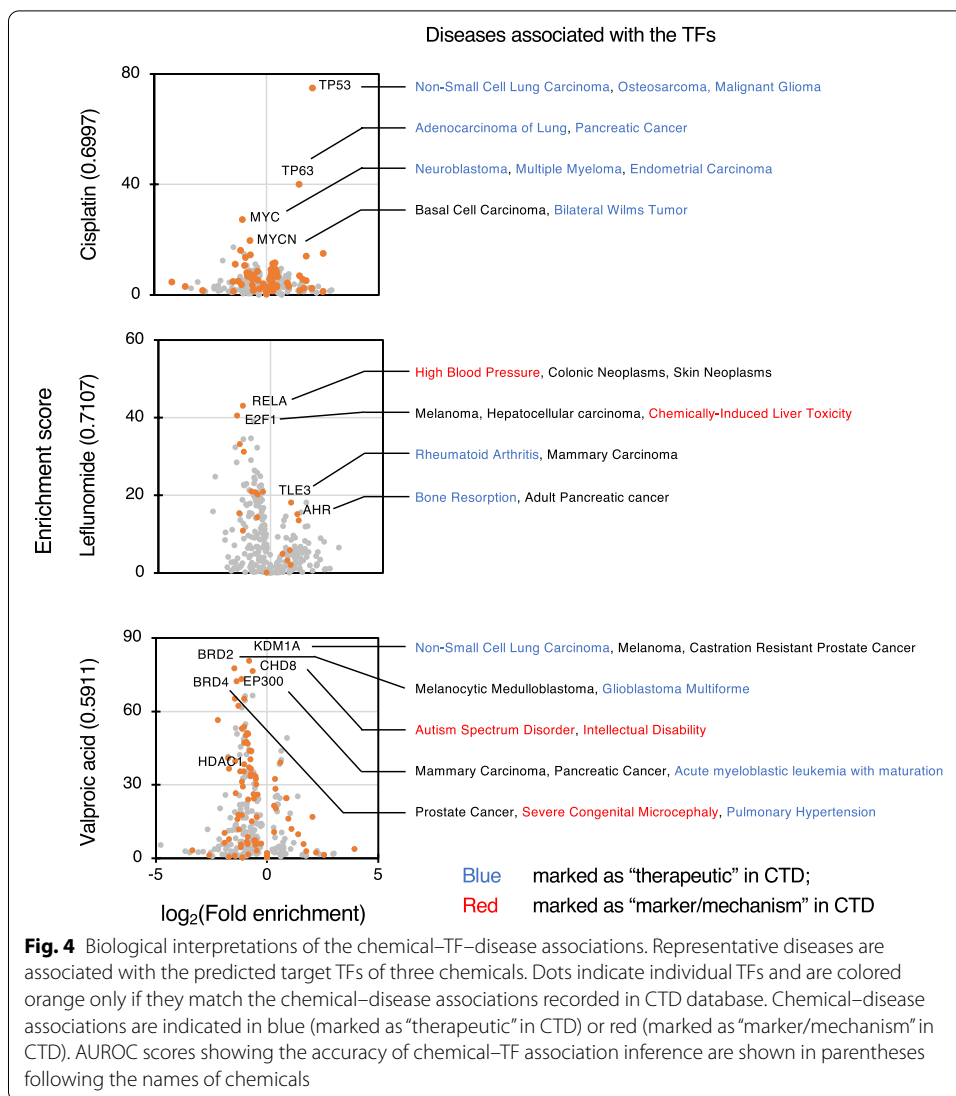 Diseases associated with the TFs
80
TP53
Non-Small Cell Lung Carcinoma, Osteosarcoma, Malignant Glioma
Adenocarcinoma of Lung, Pancreatic Cancer
TP63
Neuroblastoma, Multiple Myeloma, Endometrial Carcinoma
40
MYC
Basal Cell Carcinoma, Bilateral Wilms Tumor
MYCN
0
Cisplatin (0.6997)
60
High Blood Pressure, Colonic Neoplasms, Skin Neoplasms
RELA
40
E2F1
Melanoma, Hepatocellular carcinoma, Chemically-Induced Liver Toxicity
Rheumatoid Arthritis, Mammary Carcinoma
TLE3
20
AHR
Bone Resorption, Adult Pancreatic cancer
0
Enrichment score
Leflunomide (0.7107)
90
KDM1A
Non-Small Cell Lung Carcinoma, Melanoma, Castration Resistant Prostate Cancer
BRD2
CHD8
BRD4
EP300
Melanocytic Medulloblastoma, Glioblastoma Multiforme
60
Autism Spectrum Disorder, Intellectual Disability
HDAC1
Mammary Carcinoma, Pancreatic Cancer, Acute myeloblastic leukemia with maturation
30
Prostate Cancer, Severe Congenital Microcephaly, Pulmonary Hypertension
0
Valproic acid (0.5911)
-5 0 5
log2(Fold enrichment)
Blue marked as “therapeutic” in CTD;
Red marked as “marker/mechanism” in CTD
Fig. 4 Biological interpretations of the chemical–TF–disease associations. Representative diseases are
associated with the predicted target TFs of three chemicals. Dots indicate individual TFs and are colored
orange only if they match the chemical–disease associations recorded in CTD database. Chemical–disease
associations are indicated in blue (marked as “therapeutic” in CTD) or red (marked as “marker/mechanism” in
CTD). AUROC scores showing the accuracy of chemical–TF association inference are shown in parentheses
following the names of chemicals